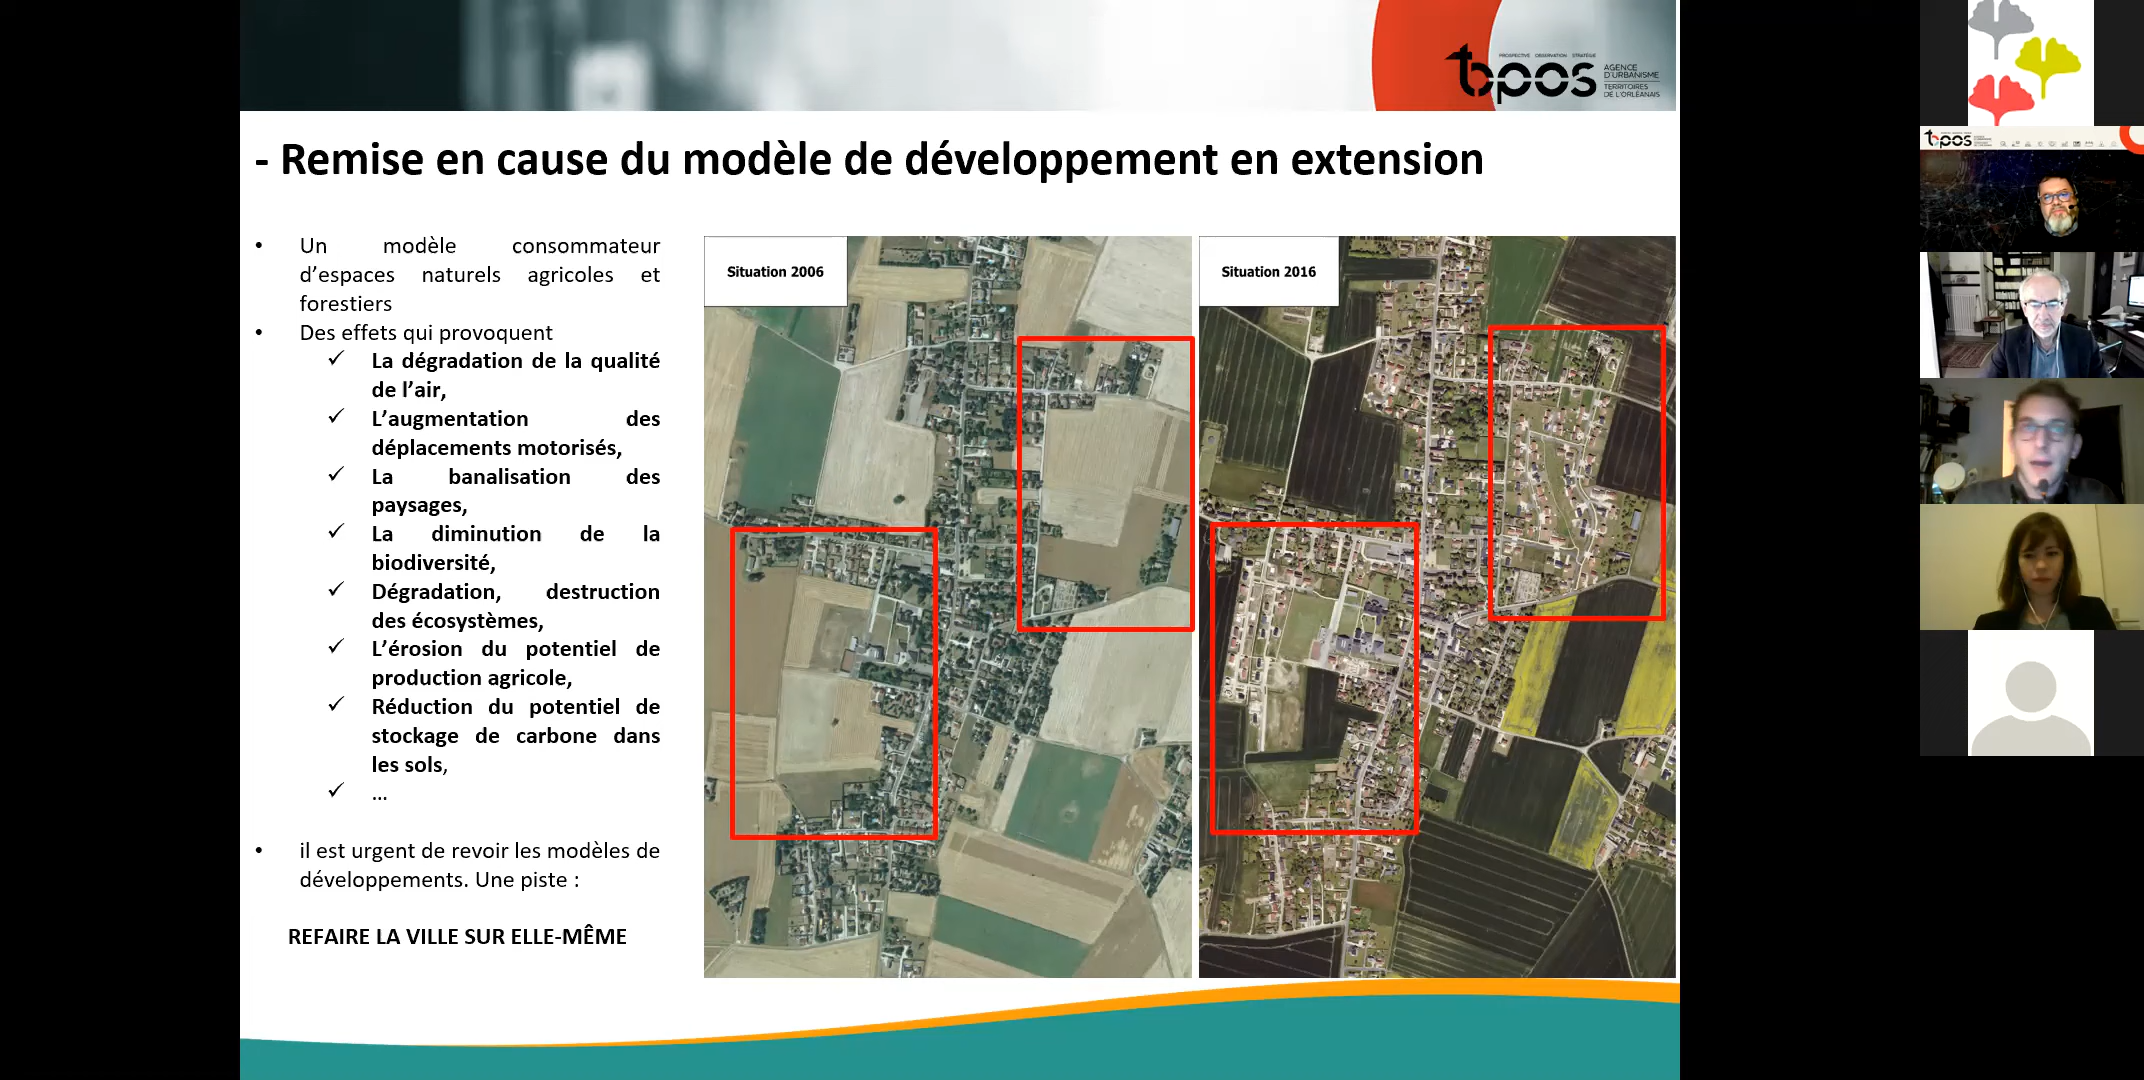 PROSPECTIVE OBSERVATION STRATÉGIE
topos
AGENCE
D'URBANISME
TERRITOIRES
DE L'ORLÉANAIS
- Remise en cause du modèle de développement en extension
• Un modèle consommateur
d'espaces naturels agricoles et
forestiers
• Des effets qui provoquent
✓ La dégradation de la qualité
de l'air,
✓ L'augmentation des
déplacements motorisés,
✓ La banalisation des
paysages,
✓ La diminution de la
biodiversité,
✓ Dégradation, destruction
des écosystèmes,
✓ L'érosion du potentiel de
production agricole,
✓ Réduction du potentiel de
stockage de carbone dans
les sols,
✓ ...
• il est urgent de revoir les modèles de
développements. Une piste :
REFAIRE LA VILLE SUR ELLE-MÊME
Situation 2006
Situation 2016
topos